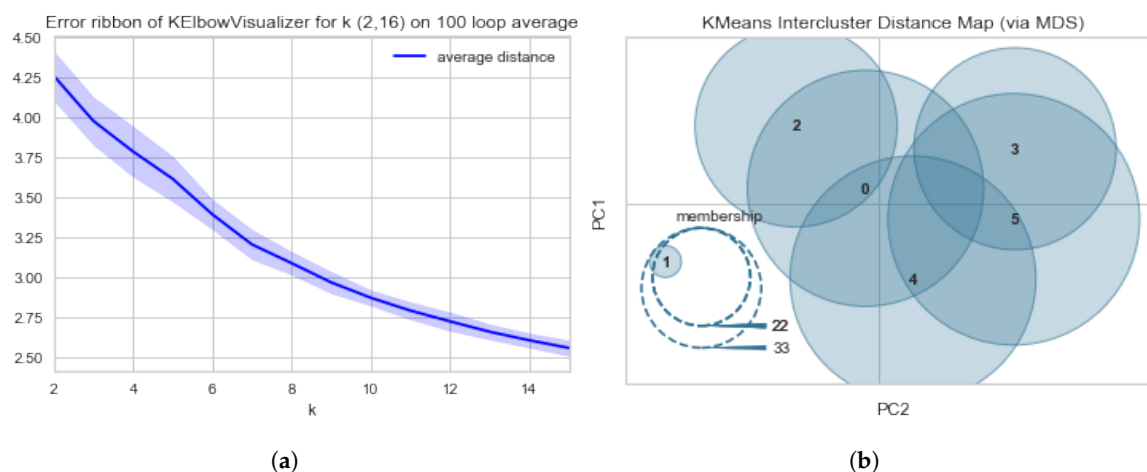 Error ribbon of KElbowVisualizer for k (2,16) on 100 loop average
4.50
4.25
4.00
3.75
3.50
3.25
3.00
2.75
2.50
average distance
2 4 6 8 10 12 14
k
(a)
KMeans Intercluster Distance Map (via MDS)
PC1
2
3
0
5
membership
1
4
22
33
PC2
(b)